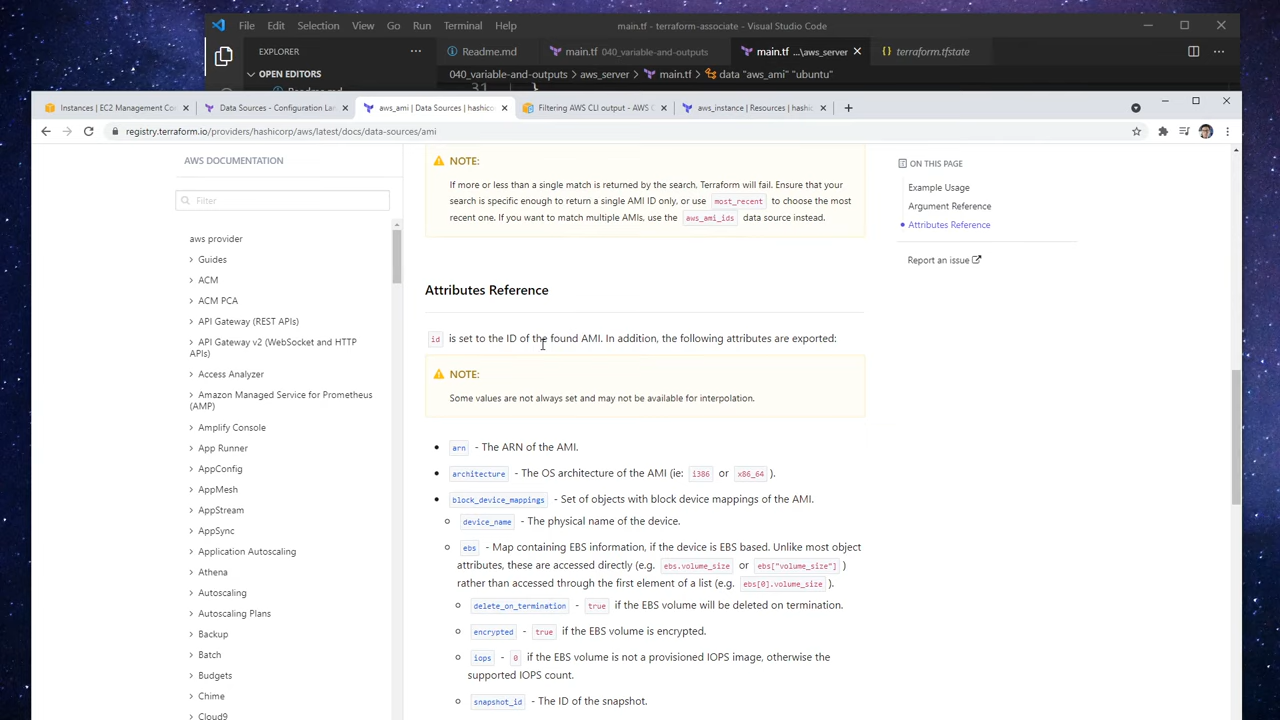 File Edit Selection View Go Run Terminal Help main.tf - terraform-associate - Visual Studio Code
EXPLORER ··· Readme.md main.tf 040_variable-and-outputs main.tf ...\aws_server terraform.tfstate
OPEN EDITORS 040_variable-and-outputs > aws_server > main.tf > data "aws_ami" "ubuntu"
Instances | EC2 Management Co Data Sources - Configuration Lan aws_ami | Data Sources | hashicorp Filtering AWS CLI output - AWS C aws_instance | Resources | hashic
registry.terraform.io/providers/hashicorp/aws/latest/docs/data-sources/ami
AWS DOCUMENTATION
Filter
aws provider
Guides
ACM
ACM PCA
API Gateway (REST APIs)
API Gateway v2 (WebSocket and HTTP
APIs)
Access Analyzer
Amazon Managed Service for Prometheus
(AMP)
Amplify Console
App Runner
AppConfig
AppMesh
AppStream
AppSync
Application Autoscaling
Athena
Autoscaling
Autoscaling Plans
Backup
Batch
Budgets
Chime
Cloud9
NOTE:
If more or less than a single match is returned by the search, Terraform will fail. Ensure that your
search is specific enough to return a single AMI ID only, or use most_recent to choose the most
recent one. If you want to match multiple AMIs, use the aws_ami_ids data source instead.
Attributes Reference
id is set to the ID of the found AMI. In addition, the following attributes are exported:
NOTE:
Some values are not always set and may not be available for interpolation.
arn - The ARN of the AMI.
architecture - The OS architecture of the AMI (ie: i386 or x86_64 ).
block_device_mappings - Set of objects with block device mappings of the AMI.
device_name - The physical name of the device.
ebs - Map containing EBS information, if the device is EBS based. Unlike most object
attributes, these are accessed directly (e.g. ebs.volume_size or ebs["volume_size"] )
rather than accessed through the first element of a list (e.g. ebs[0].volume_size ).
delete_on_termination - true if the EBS volume will be deleted on termination.
encrypted - true if the EBS volume is encrypted.
iops - 0 if the EBS volume is not a provisioned IOPS image, otherwise the
supported IOPS count.
snapshot_id - The ID of the snapshot.
ON THIS PAGE
Example Usage
Argument Reference
Attributes Reference
Report an issue